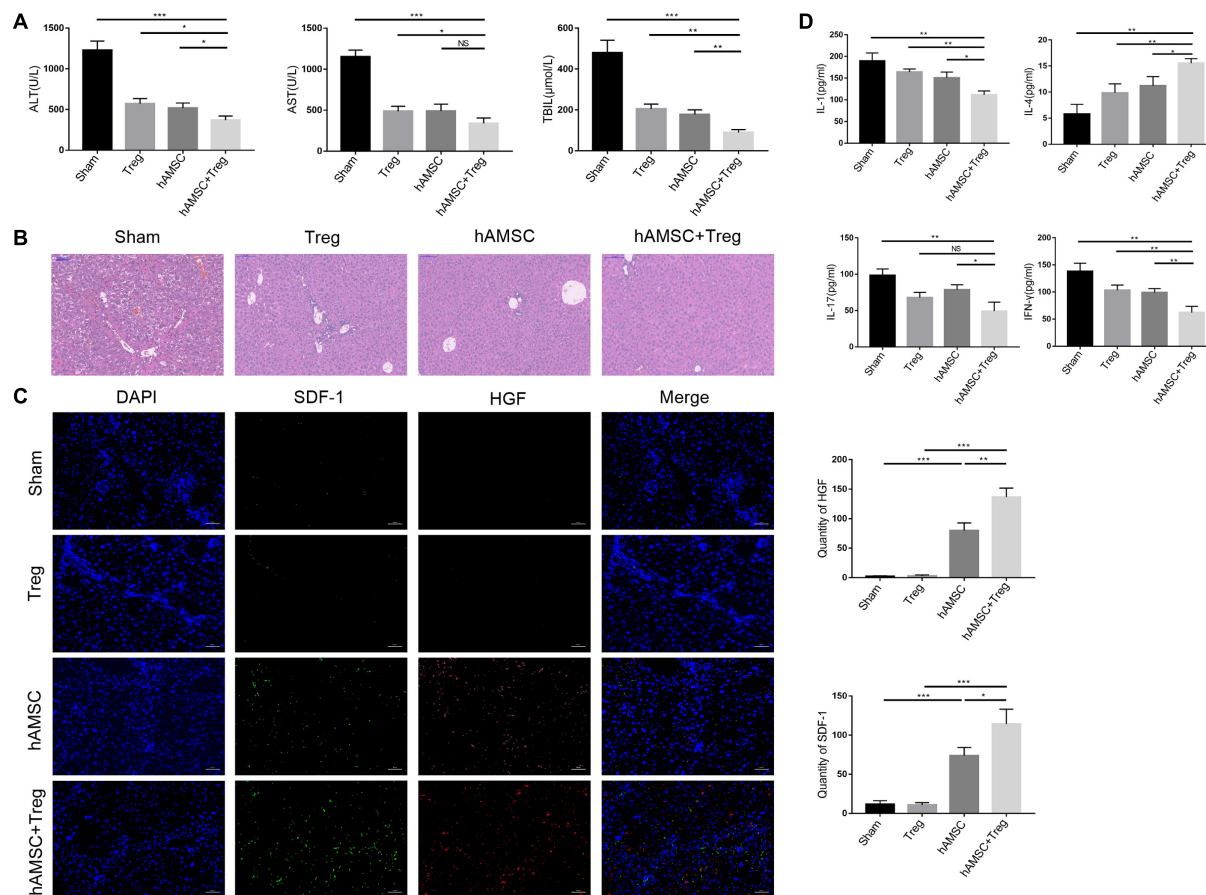 A
ALT(U/L)
1500
1000
500
0
***
*
*
Sham
Treg
hAMSC
hAMSC+Treg
AST(U/L)
1500
1000
500
0
***
*
NS
Sham
Treg
hAMSC
hAMSC+Treg
TBIL(μmol/L)
600
400
200
0
***
**
**
Sham
Treg
hAMSC
hAMSC+Treg
B
Sham
Treg
hAMSC
hAMSC+Treg
C
DAPI
SDF-1
HGF
Merge
Sham
Treg
hAMSC
hAMSC+Treg
D
IL-1(pg/ml)
250
200
150
100
50
0
**
**
*
Sham
Treg
hAMSC
hAMSC+Treg
IL-4(pg/ml)
20
15
10
5
0
**
**
*
Sham
Treg
hAMSC
hAMSC+Treg
IL-17(pg/ml)
150
100
50
0
**
NS
*
Sham
Treg
hAMSC
hAMSC+Treg
IFN-γ(pg/ml)
200
150
100
50
0
**
**
**
Sham
Treg
hAMSC
hAMSC+Treg
Quantity of HGF
200
150
100
50
0
***
***
**
Sham
Treg
hAMSC
hAMSC+Treg
Quantity of SDF-1
150
100
50
0
***
***
*
Sham
Treg
hAMSC
hAMSC+Treg